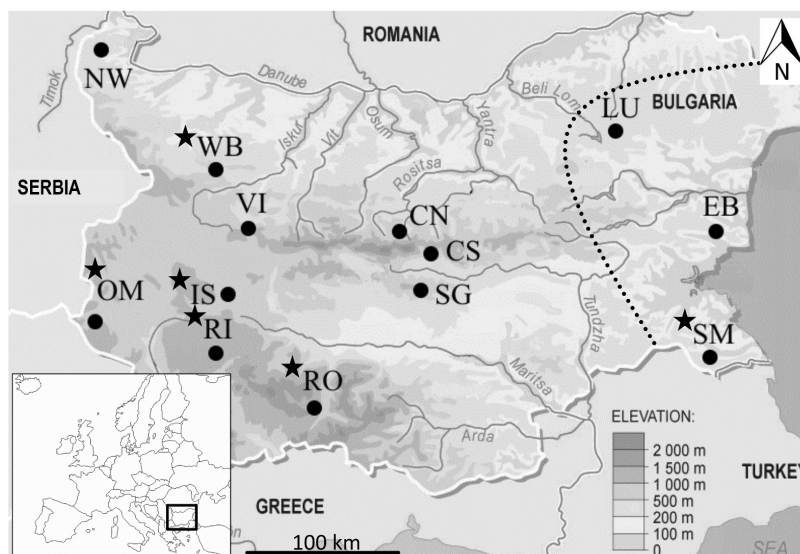 ROMANIA
N
NW
Timok
Danube
Beli Lom
BULGARIA
LU
Iskut
Vit
Osum
Yantra
WB
Rositsa
SERBIA
VI
CN
EB
CS
OM
IS
SG
RI
Tundzha
SM
RO
Maritsa
Arda
ELEVATION:
2 000 m
1 500 m
1 000 m
500 m
200 m
100 m
0
TURKEY
GREECE
100 km
SEA